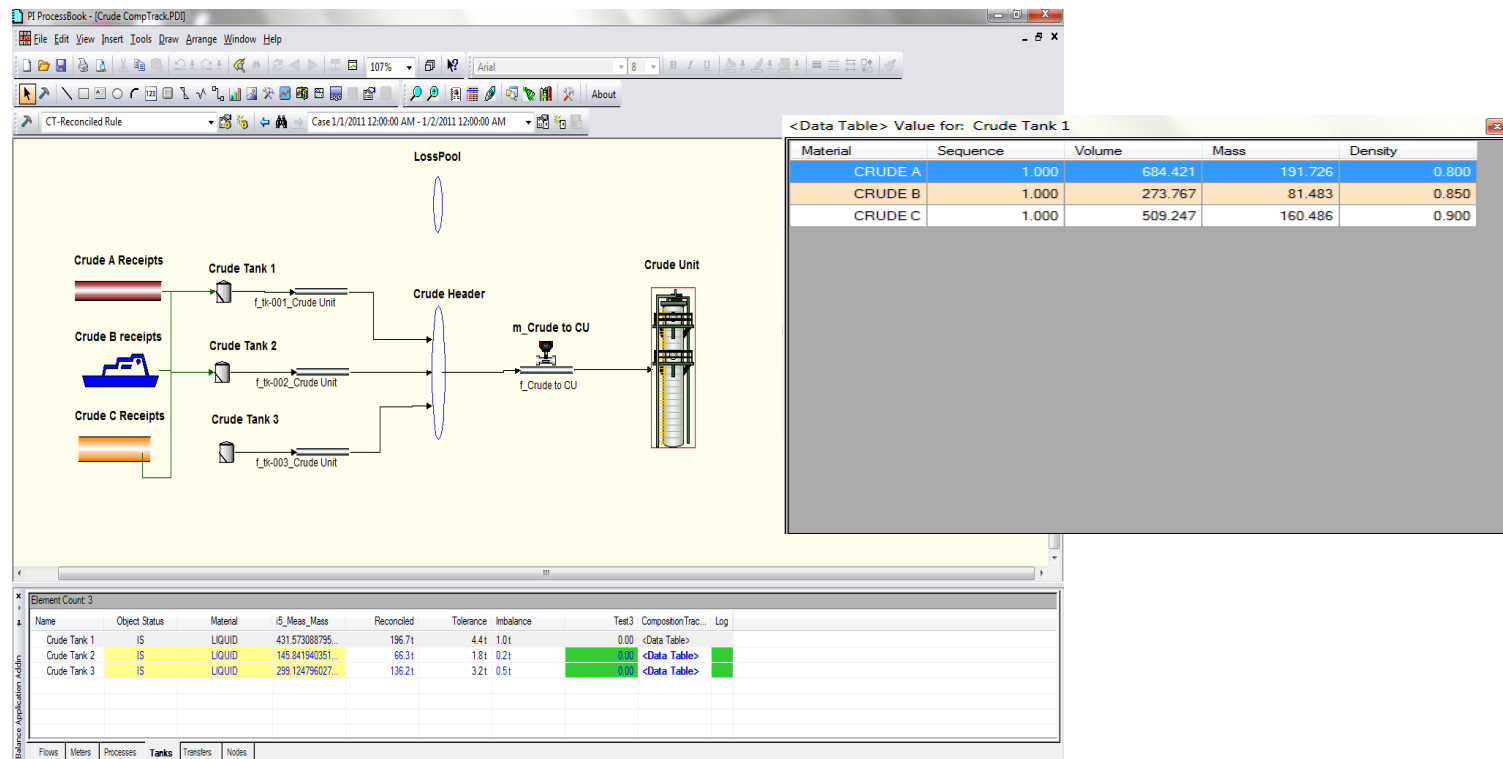 PI ProcessBook - [Crude CompTrack.PDI]
File Edit View Insert Tools Draw Arrange Window Help
107% Arial 8 B I U
About
CT-Reconciled Rule Case 1/1/2011 12:00:00 AM - 1/2/2011 12:00:00 AM
<Data Table> Value for: Crude Tank 1
Material Sequence Volume Mass Density
CRUDE A 1.000 684.421 191.726 0.800
CRUDE B 1.000 273.767 81.483 0.850
CRUDE C 1.000 509.247 160.486 0.900
LossPool
Crude A Receipts
Crude Tank 1
f_tk-001_Crude Unit
Crude Header
Crude Unit
Crude B receipts
Crude Tank 2
f_tk-002_Crude Unit
m_Crude to CU
f_Crude to CU
Crude C Receipts
Crude Tank 3
f_tk-003_Crude Unit
Element Count: 3
Name Object Status Material i5_Meas_Mass Reconciled Tolerance Imbalance Test3 CompositionTrac... Log
Crude Tank 1 IS LIQUID 431.573088795... 196.7 t 4.4 t 1.0 t 0.00 <Data Table>
Crude Tank 2 IS LIQUID 145.841940351... 66.3 t 1.8 t 0.2 t 0.00 <Data Table>
Crude Tank 3 IS LIQUID 299.124796027... 136.2 t 3.2 t 0.5 t 0.00 <Data Table>
Balance Application Addin
Flows Meters Processes Tanks Transfers Nodes